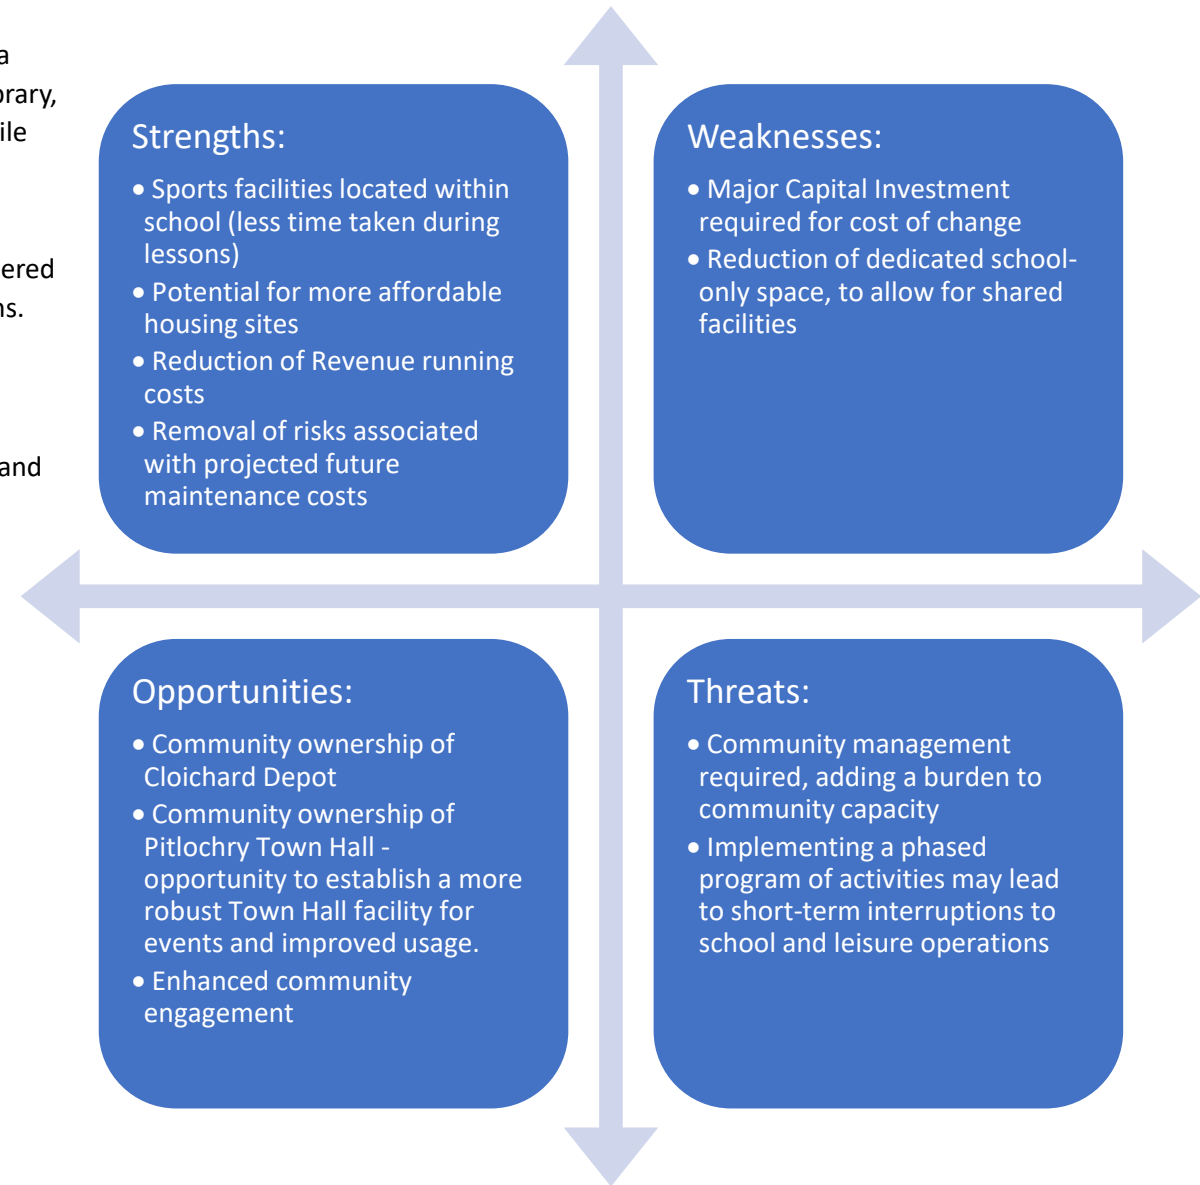 a
brary,
ile
ered
ns.
and
Strengths:
• Sports facilities located within
school (less time taken during
lessons)
• Potential for more affordable
housing sites
• Reduction of Revenue running
costs
• Removal of risks associated
with projected future
maintenance costs
Weaknesses:
• Major Capital Investment
required for cost of change
• Reduction of dedicated school-
only space, to allow for shared
facilities
Opportunities:
• Community ownership of
Cloichard Depot
• Community ownership of
Pitlochry Town Hall -
opportunity to establish a more
robust Town Hall facility for
events and improved usage.
• Enhanced community
engagement
Threats:
• Community management
required, adding a burden to
community capacity
• Implementing a phased
program of activities may lead
to short-term interruptions to
school and leisure operations